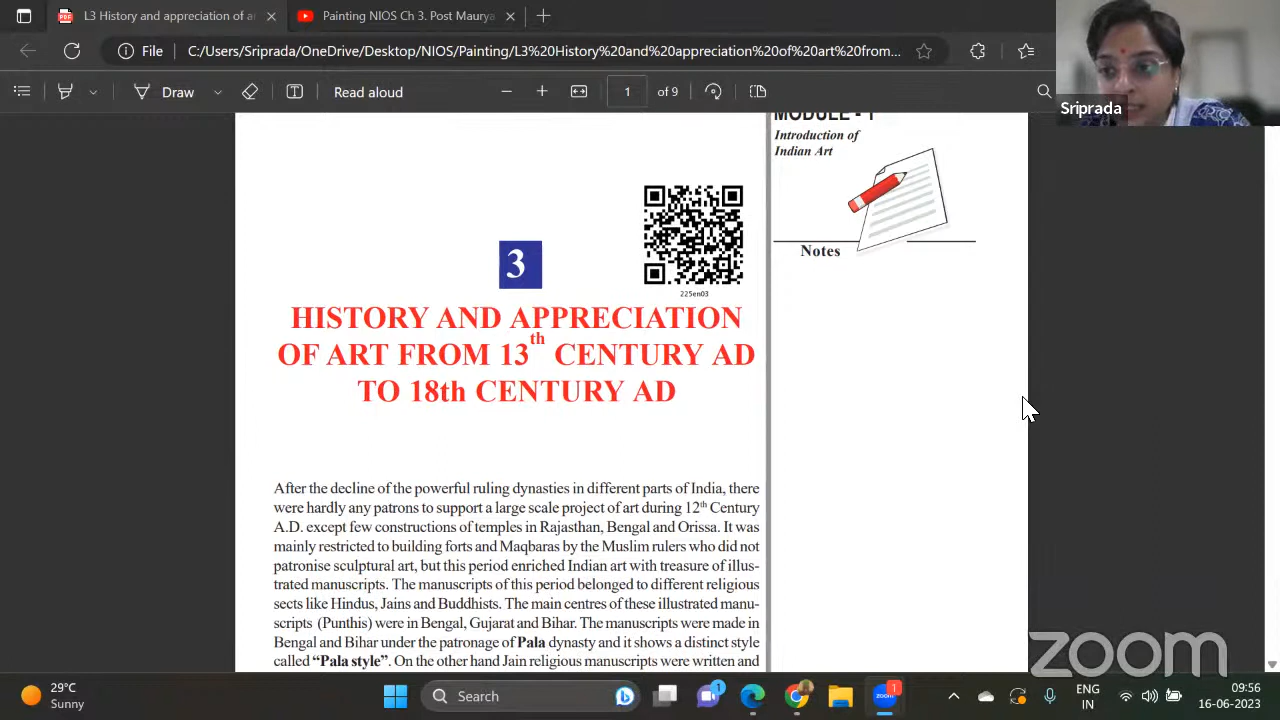 L3 History and appreciation of ar
Painting NIOS Ch 3. Post Maurya
File
C:/Users/Sriprada/OneDrive/Desktop/NIOS/Painting/L3%20History%20and%20appreciation%20of%20art%20from...
Draw
Read aloud
1
of 9
Sriprada
MODULE - 1
Introduction of
Indian Art
Notes
225en03
3
HISTORY AND APPRECIATION
OF ART FROM 13th CENTURY AD
TO 18th CENTURY AD
After the decline of the powerful ruling dynasties in different parts of India, there
were hardly any patrons to support a large scale project of art during 12th Century
A.D. except few constructions of temples in Rajasthan, Bengal and Orissa. It was
mainly restricted to building forts and Maqbaras by the Muslim rulers who did not
patronise sculptural art, but this period enriched Indian art with treasure of illus-
trated manuscripts. The manuscripts of this period belonged to different religious
sects like Hindus, Jains and Buddhists. The main centres of these illustrated manu-
scripts (Punthis) were in Bengal, Gujarat and Bihar. The manuscripts were made in
Bengal and Bihar under the patronage of Pala dynasty and it shows a distinct style
called “Pala style”. On the other hand Jain religious manuscripts were written and
zoom
29°C
Sunny
Search
1
zoom
1
ENG
IN
09:56
16-06-2023